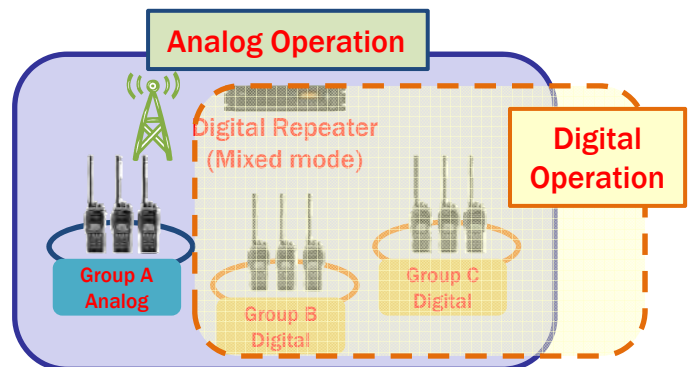 Analog Operation
Digital Repeater
(Mixed mode)
Digital
Operation
Group A
Analog
Group B
Digital
Group C
Digital